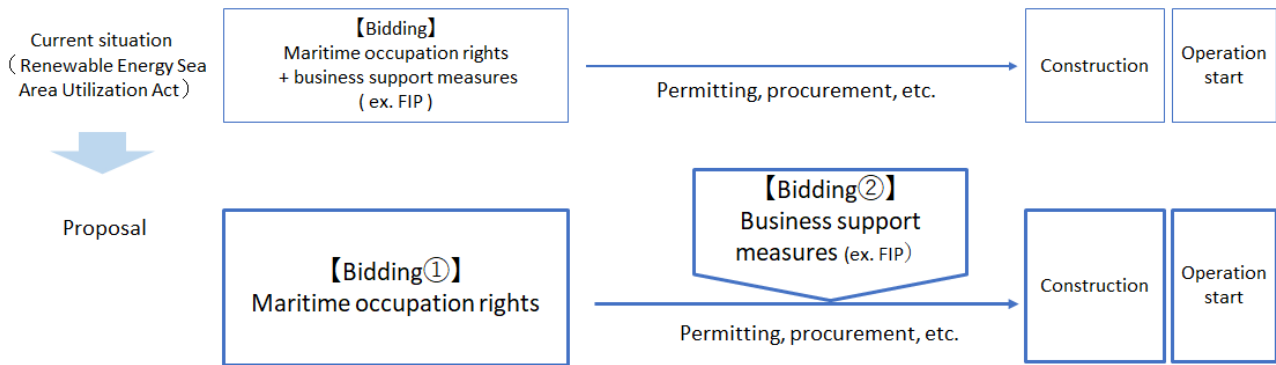 Current situation
（Renewable Energy Sea
Area Utilization Act）
【Bidding】
Maritime occupation rights
+ business support measures
( ex. FIP )
Permitting, procurement, etc.
Construction
Operation
start
Proposal
【Bidding①】
Maritime occupation rights
【Bidding②】
Business support
measures (ex. FIP）
Permitting, procurement, etc.
Construction
Operation
start